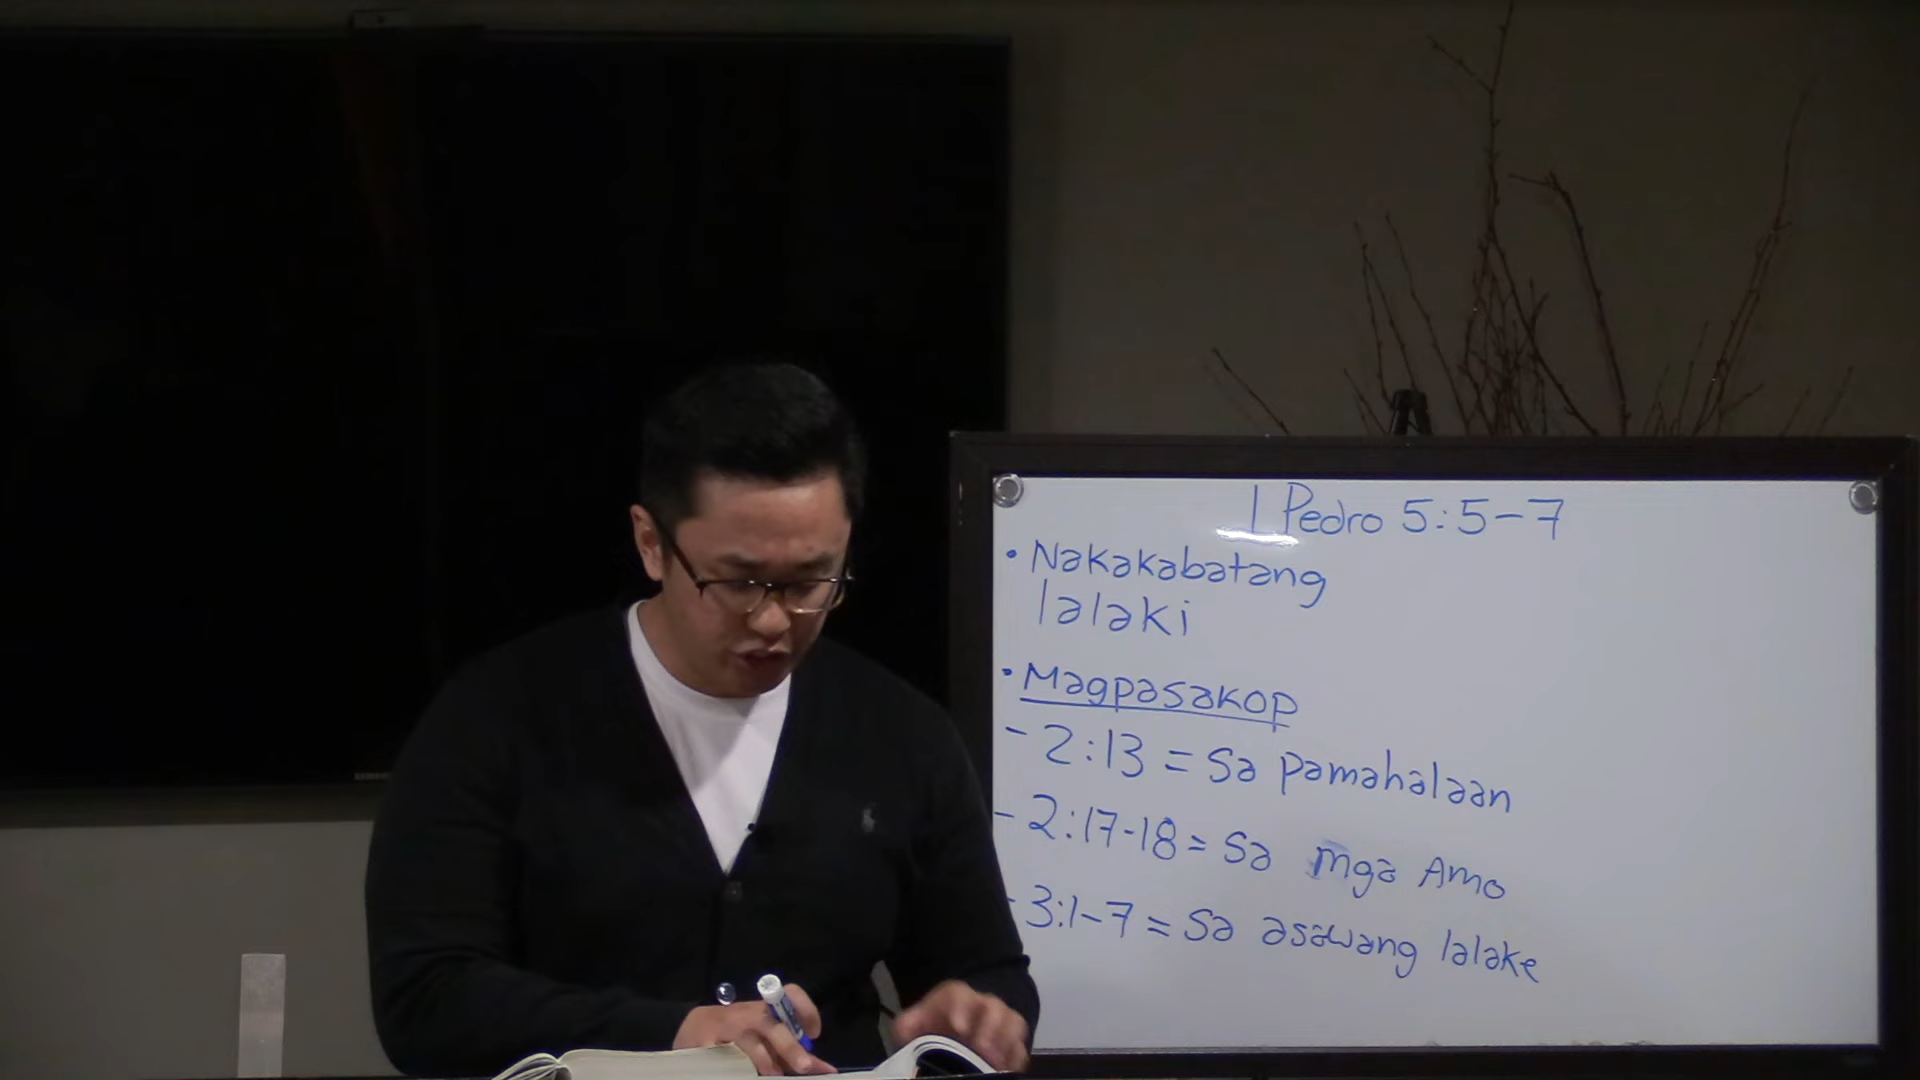 1 Pedro 5:5-7
• Nakakabatang
lalaki
• Magpasakop
- 2:13 = Sa pamahalaan
- 2:17-18 = Sa mga Amo
- 3:1-7 = Sa asawang lalake